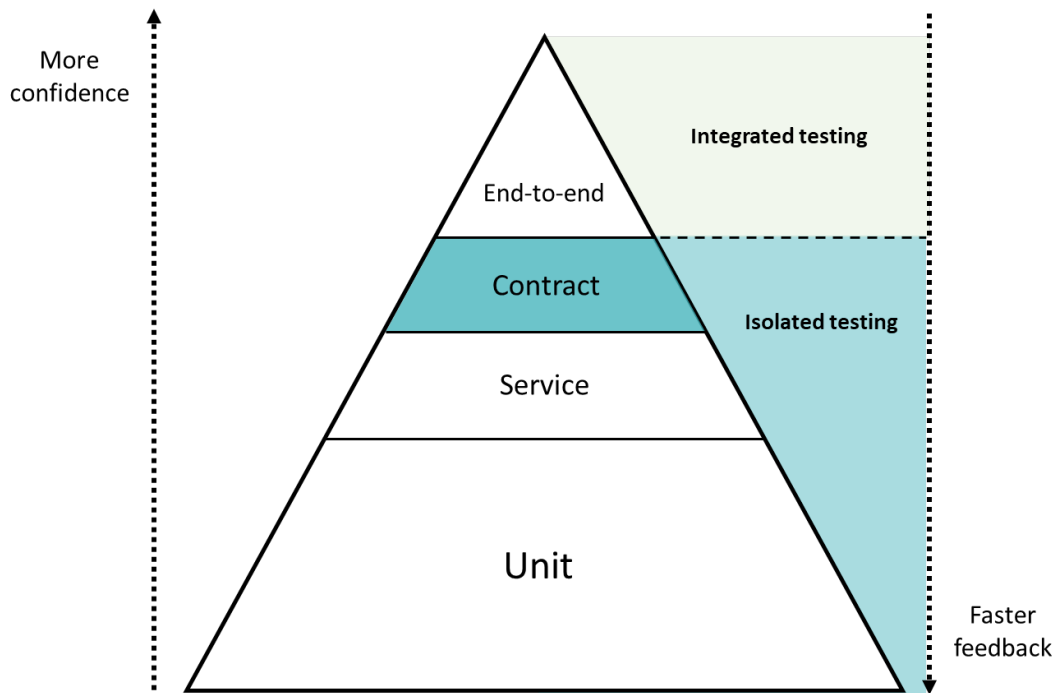 More
confidence
Integrated testing
End-to-end
Contract
Isolated testing
Service
Unit
Faster
feedback